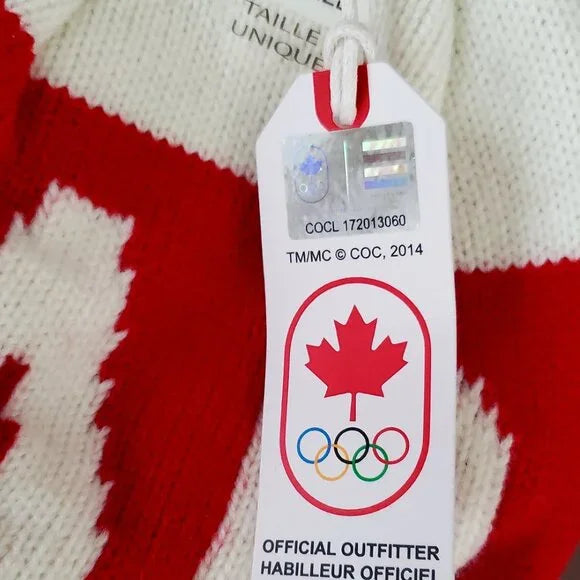 TAILLE
UNIQUE
COCL 172013060
TM/MC © COC, 2014
OFFICIAL OUTFITTER
HABILLEUR OFFICIEL